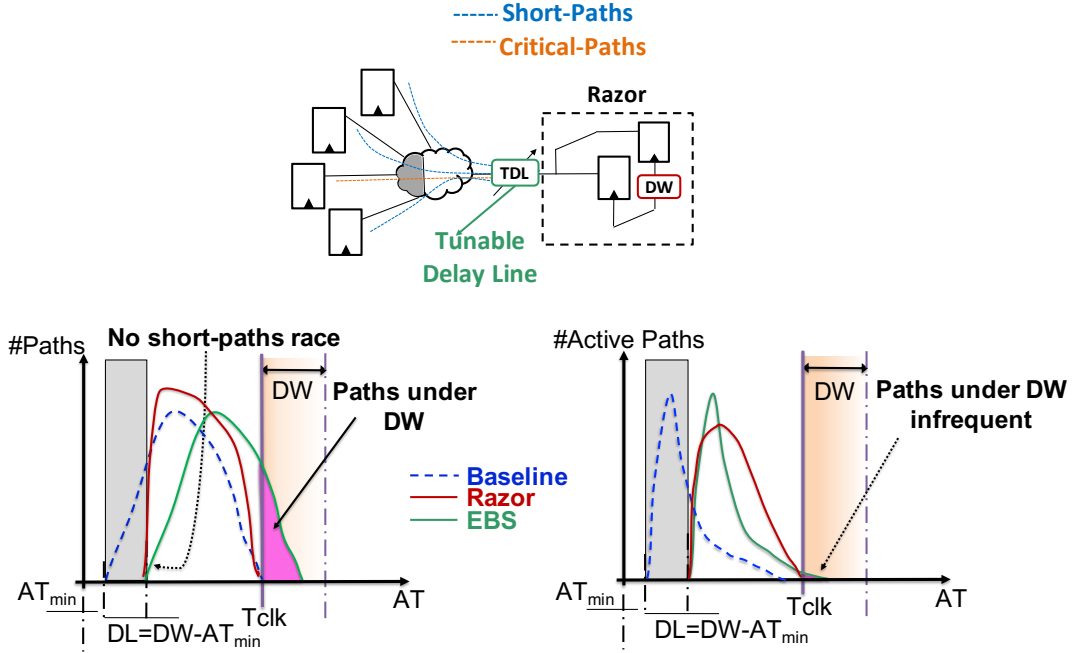 Short-Paths
Critical-Paths
Razor
TDL
DW
Tunable
Delay Line
#Paths
No short-paths race
DW
Paths under
DW
Baseline
Razor
EBS
ATmin
Tclk
AT
DL=DW-ATmin
#Active Paths
DW
Paths under DW
infrequent
ATmin
Tclk
AT
DL=DW-ATmin